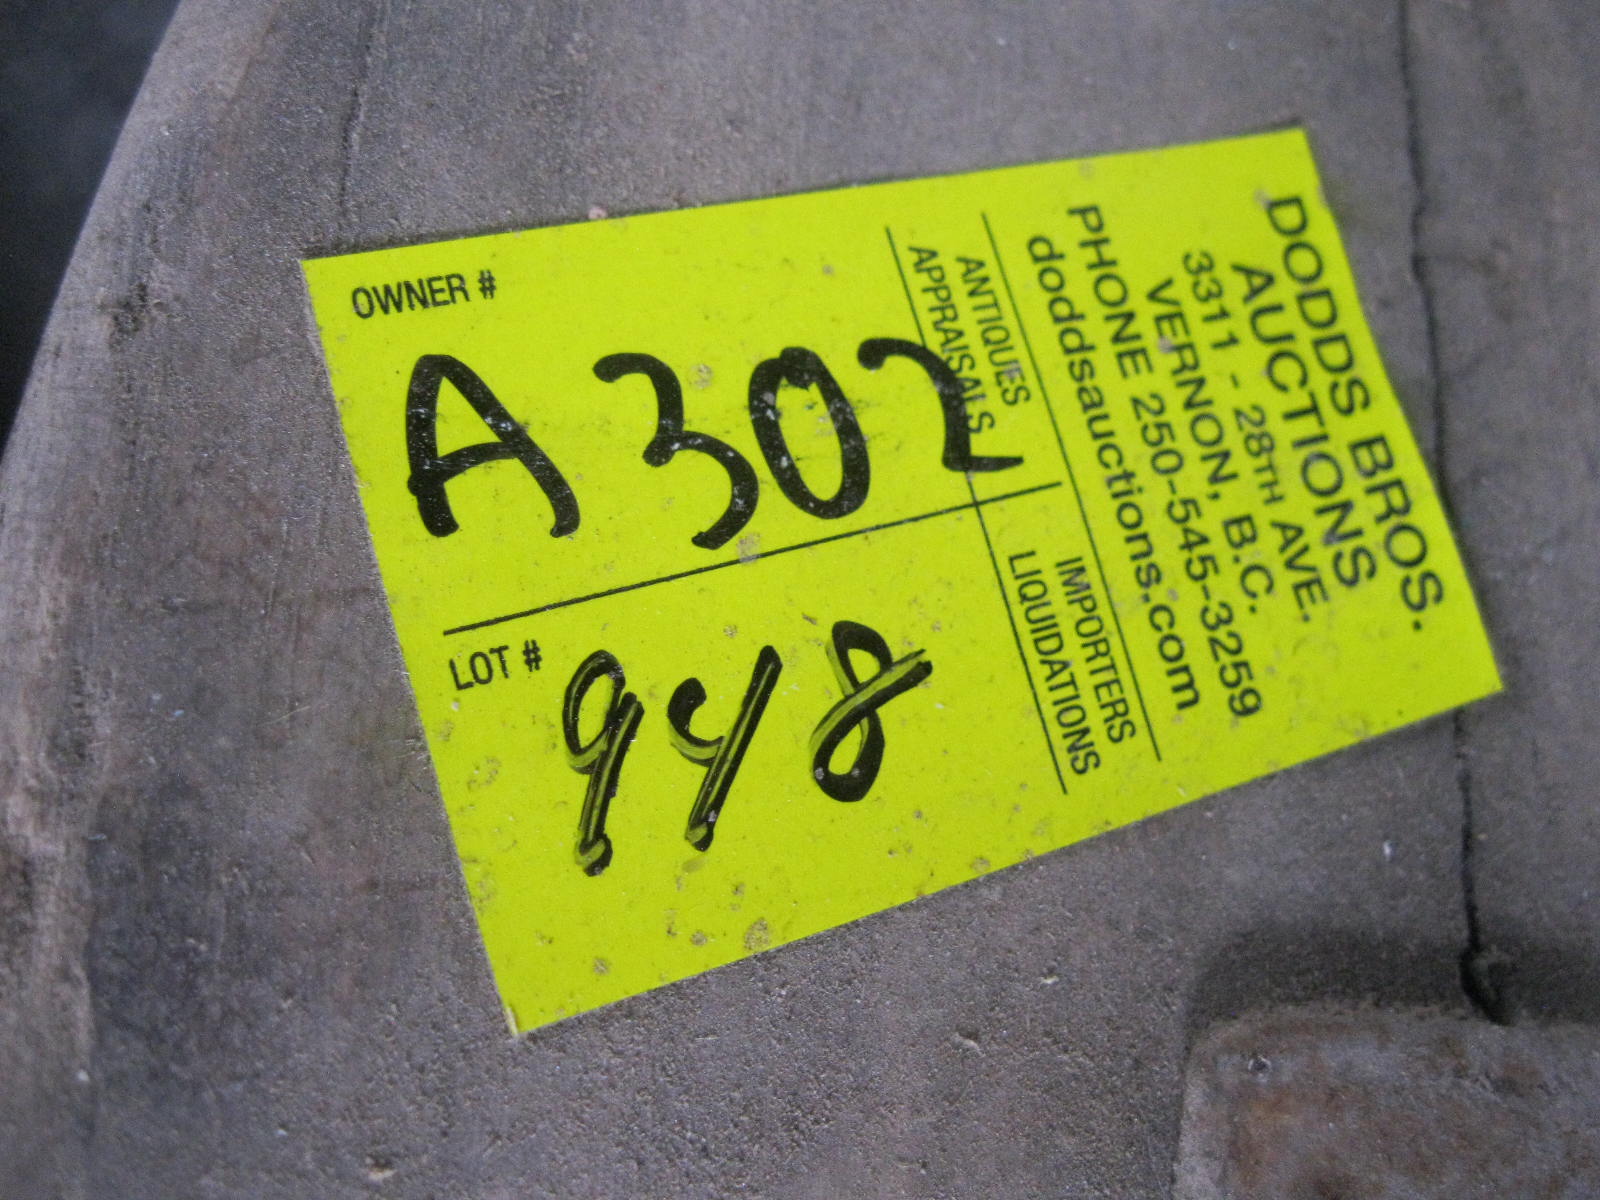 OWNER #
A302
LOT #
948
DODDS BROS.
AUCTIONS
3311 - 28TH AVE.
VERNON, B.C.
PHONE 250-545-3259
doddsauctions.com
ANTIQUES IMPORTERS
APPRAISALS LIQUIDATIONS